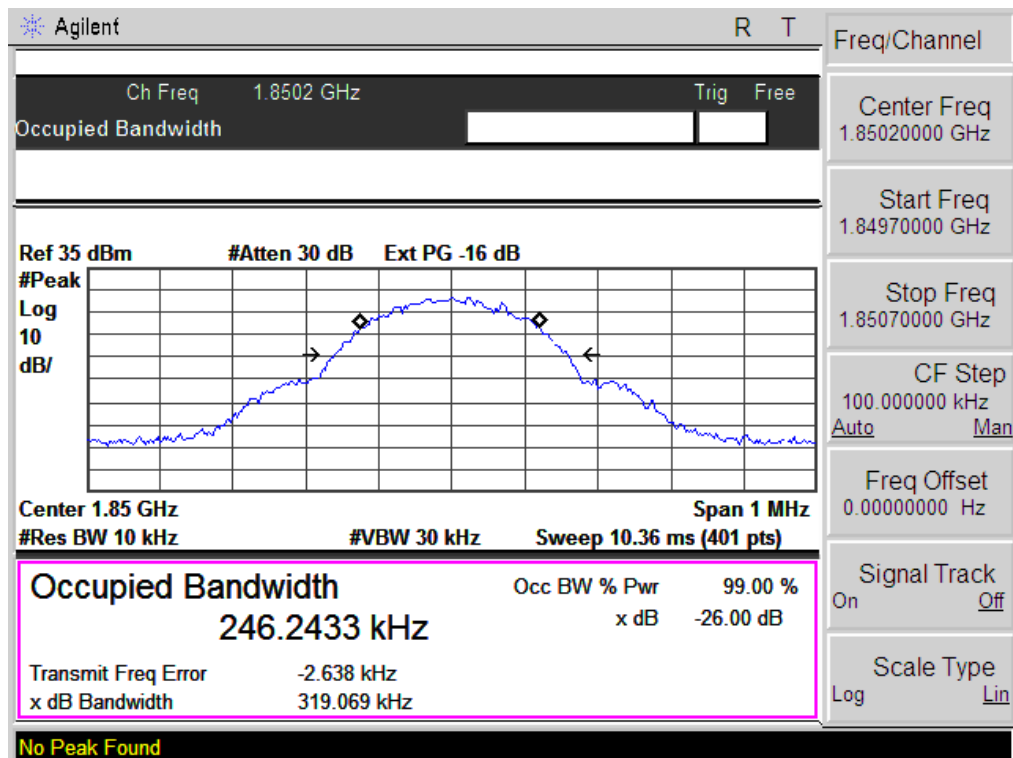 Agilent
R T
Freq/Channel
Ch Freq 1.8502 GHz
Trig Free
Occupied Bandwidth
Center Freq
1.85020000 GHz
Start Freq
1.84970000 GHz
Stop Freq
1.85070000 GHz
CF Step
100.000000 kHz
Auto Man
Freq Offset
0.00000000 Hz
Signal Track
On Off
Scale Type
Log Lin
Ref 35 dBm #Atten 30 dB Ext PG -16 dB
#Peak
Log
10
dB/
Center 1.85 GHz Span 1 MHz
#Res BW 10 kHz #VBW 30 kHz Sweep 10.36 ms (401 pts)
Occupied Bandwidth
246.2433 kHz
Occ BW % Pwr 99.00 %
x dB -26.00 dB
Transmit Freq Error -2.638 kHz
x dB Bandwidth 319.069 kHz
No Peak Found